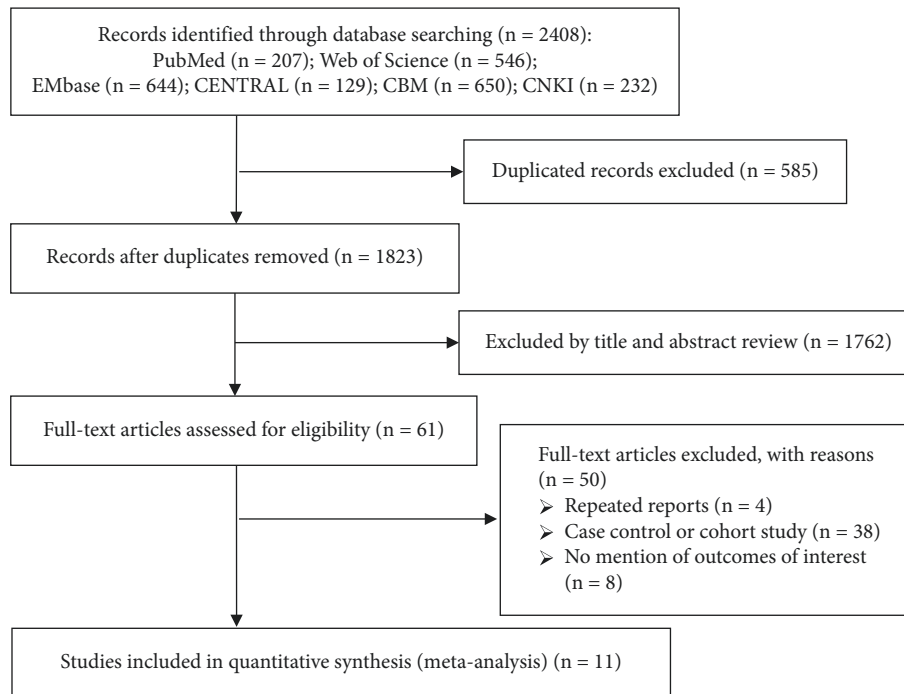 Records identified through database searching (n = 2408):
PubMed (n = 207); Web of Science (n = 546);
EMbase (n = 644); CENTRAL (n = 129); CBM (n = 650); CNKI (n = 232)
Duplicated records excluded (n = 585)
Records after duplicates removed (n = 1823)
Excluded by title and abstract review (n = 1762)
Full-text articles assessed for eligibility (n = 61)
Full-text articles excluded, with reasons
(n = 50)
➢ Repeated reports (n = 4)
➢ Case control or cohort study (n = 38)
➢ No mention of outcomes of interest
(n = 8)
Studies included in quantitative synthesis (meta-analysis) (n = 11)